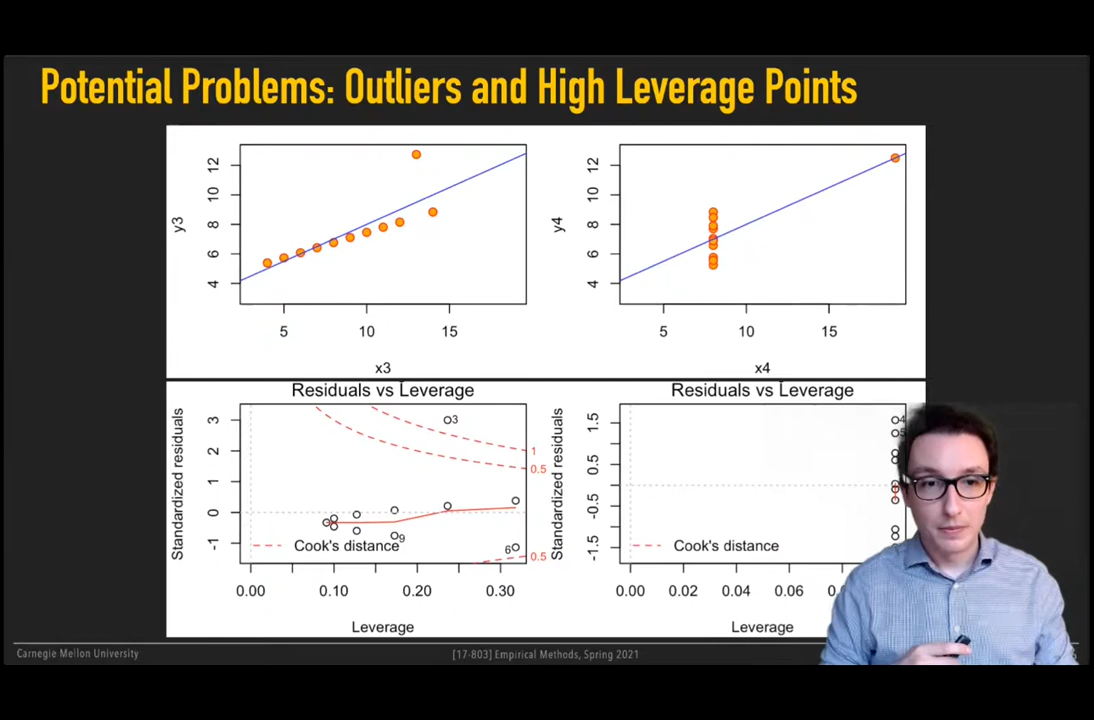 Potential Problems: Outliers and High Leverage Points
y3
4 6 8 10 12
5 10 15
x3
y4
4 6 8 10 12
5 10 15
x4
Residuals vs Leverage
Standardized residuals
-1 0 1 2 3
3
1
0.5
9
6
0.5
Cook's distance
0.00 0.10 0.20 0.30
Leverage
Residuals vs Leverage
Standardized residuals
-1.5 -0.5 0.5 1.5
4
5
Cook's distance
0.00 0.02 0.04 0.06
Leverage
Carnegie Mellon University
[17-803] Empirical Methods, Spring 2021